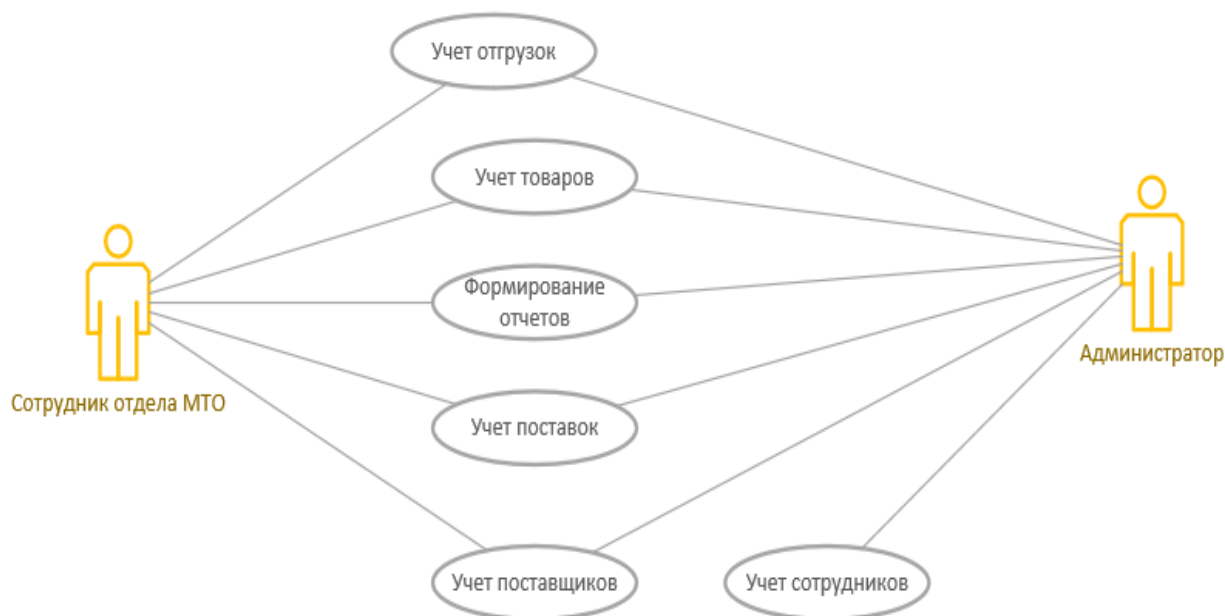 Учет отгрузок
Учет товаров
Формирование
отчетов
Администратор
Сотрудник отдела МТО
Учет поставок
Учет поставщиков
Учет сотрудников